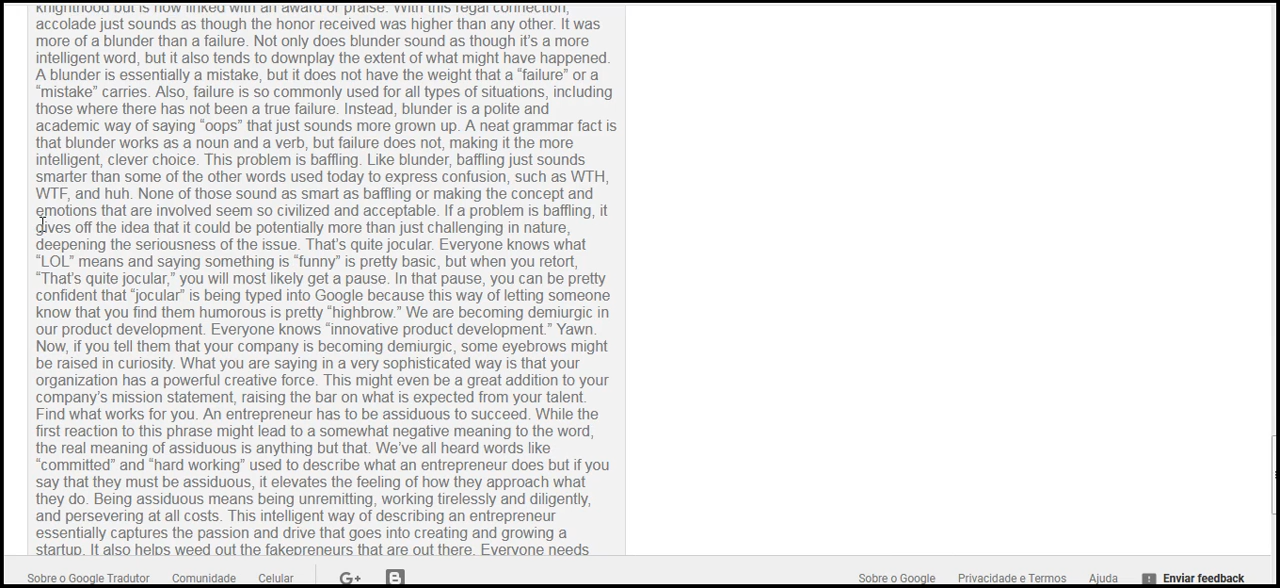 knighthood but is now linked with an award or praise. With this regal connection,
accolade just sounds as though the honor received was higher than any other. It was
more of a blunder than a failure. Not only does blunder sound as though it’s a more
intelligent word, but it also tends to downplay the extent of what might have happened.
A blunder is essentially a mistake, but it does not have the weight that a “failure” or a
“mistake” carries. Also, failure is so commonly used for all types of situations, including
those where there has not been a true failure. Instead, blunder is a polite and
academic way of saying “oops” that just sounds more grown up. A neat grammar fact is
that blunder works as a noun and a verb, but failure does not, making it the more
intelligent, clever choice. This problem is baffling. Like blunder, baffling just sounds
smarter than some of the other words used today to express confusion, such as WTH,
WTF, and huh. None of those sound as smart as baffling or making the concept and
emotions that are involved seem so civilized and acceptable. If a problem is baffling, it
gives off the idea that it could be potentially more than just challenging in nature,
deepening the seriousness of the issue. That’s quite jocular. Everyone knows what
“LOL” means and saying something is “funny” is pretty basic, but when you retort,
“That’s quite jocular,” you will most likely get a pause. In that pause, you can be pretty
confident that “jocular” is being typed into Google because this way of letting someone
know that you find them humorous is pretty “highbrow.” We are becoming demiurgic in
our product development. Everyone knows “innovative product development.” Yawn.
Now, if you tell them that your company is becoming demiurgic, some eyebrows might
be raised in curiosity. What you are saying in a very sophisticated way is that your
organization has a powerful creative force. This might even be a great addition to your
company’s mission statement, raising the bar on what is expected from your talent.
Find what works for you. An entrepreneur has to be assiduous to succeed. While the
first reaction to this phrase might lead to a somewhat negative meaning to the word,
the real meaning of assiduous is anything but that. We’ve all heard words like
“committed” and “hard working” used to describe what an entrepreneur does but if you
say that they must be assiduous, it elevates the feeling of how they approach what
they do. Being assiduous means being unremitting, working tirelessly and diligently,
and persevering at all costs. This intelligent way of describing an entrepreneur
essentially captures the passion and drive that goes into creating and growing a
startup. It also helps weed out the fakepreneurs that are out there. Everyone needs
Sobre o Google Tradutor Comunidade Celular G+ Sobre o Google Privacidade e Termos Ajuda Enviar feedback